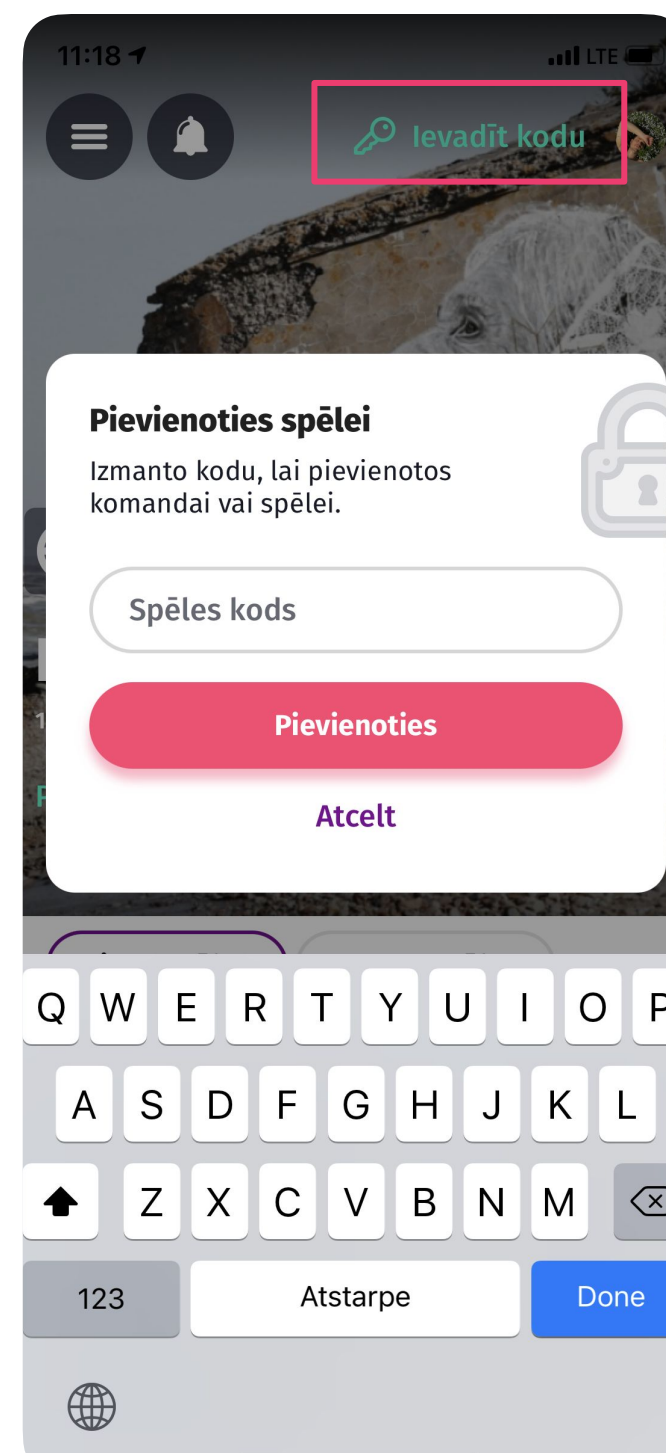 11:18
LTE
Ievadīt kodu
Pievienoties spēlei
Izmanto kodu, lai pievienotos
komandai vai spēlei.
Spēles kods
Pievienoties
Atcelt
Q W E R T Y U I O P
A S D F G H J K L
Z X C V B N M
123 Atstarpe Done